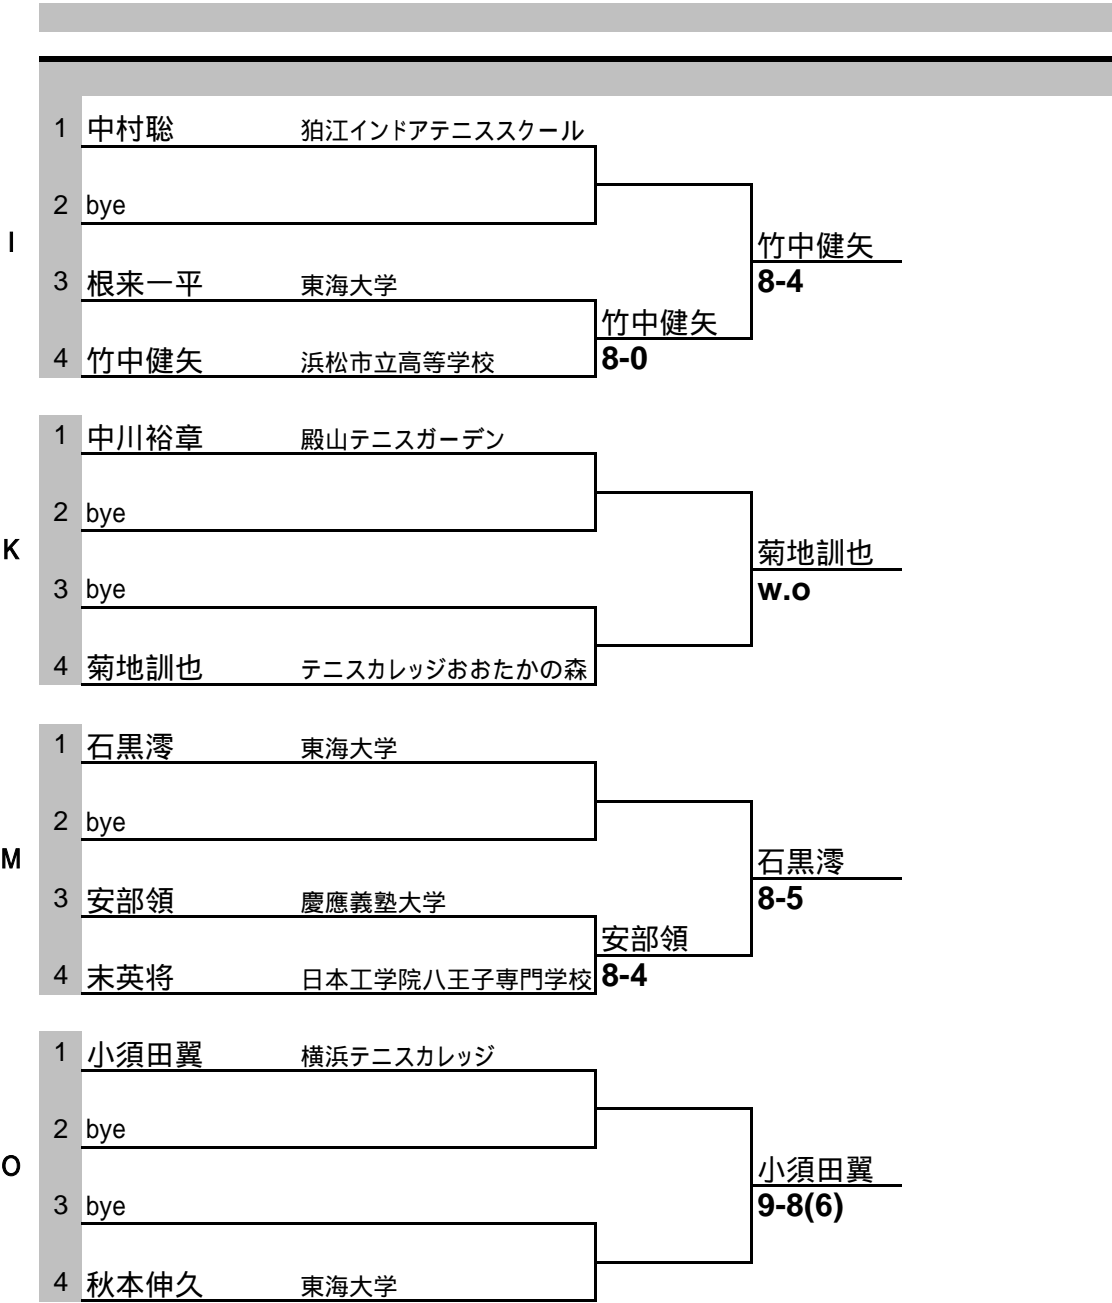 1 中村聡 狛江インドアテニススクール
2 bye
I
竹中健矢
3 根来一平 東海大学
8-4
竹中健矢
4 竹中健矢 浜松市立高等学校
8-0
1 中川裕章 殿山テニスガーデン
2 bye
K
菊地訓也
3 bye
w.o
4 菊地訓也 テニスカレッジおおたかの森
1 石黒澪 東海大学
2 bye
M
石黒澪
3 安部領 慶應義塾大学
8-5
安部領
4 末英将 日本工学院八王子専門学校
8-4
1 小須田翼 横浜テニスカレッジ
2 bye
O
小須田翼
3 bye
9-8(6)
4 秋本伸久 東海大学